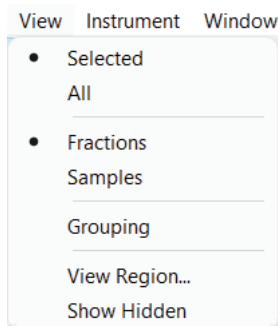 View Instrument Window
Selected
All
Fractions
Samples
Grouping
View Region...
Show Hidden